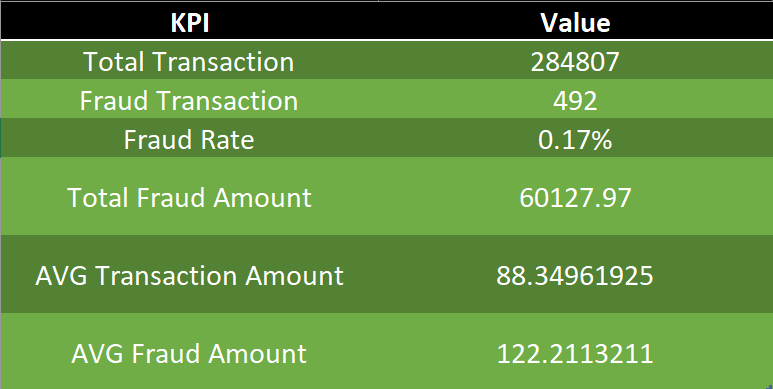 KPI Value
Total Transaction 284807
Fraud Transaction 492
Fraud Rate 0.17%
Total Fraud Amount 60127.97
AVG Transaction Amount 88.34961925
AVG Fraud Amount 122.2113211